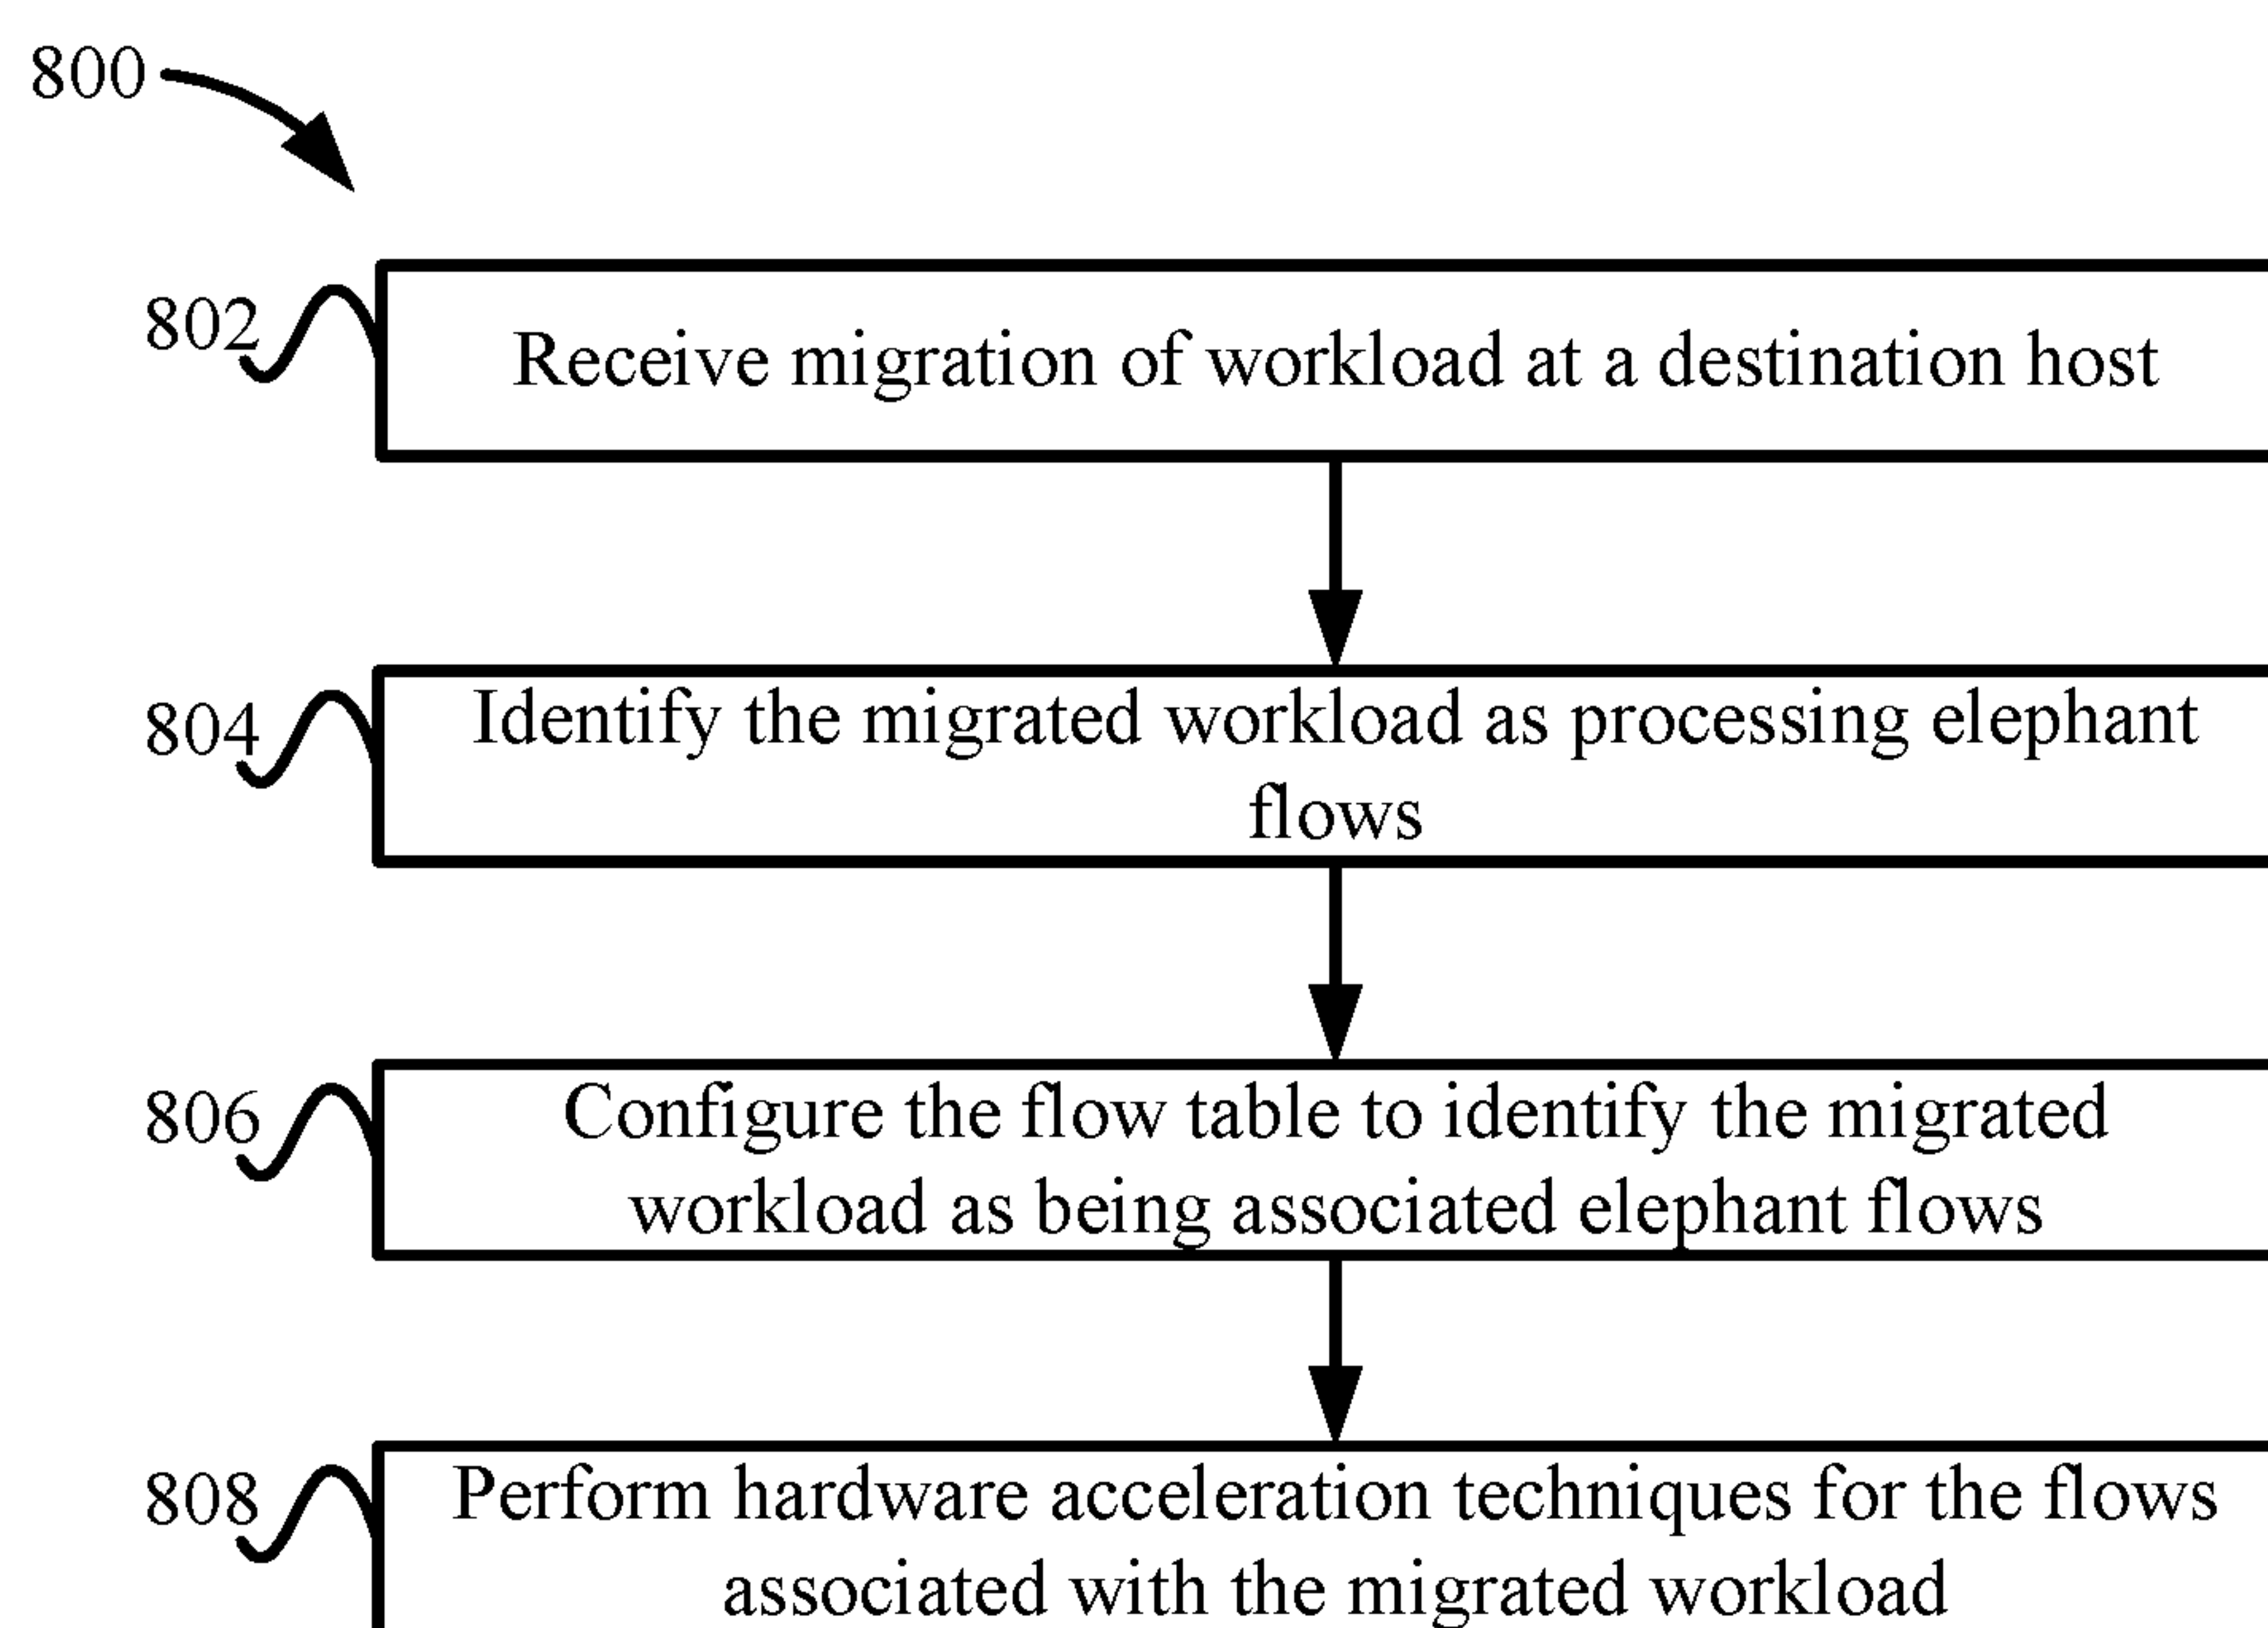 800
802
Receive migration of workload at a destination host
804
Identify the migrated workload as processing elephant
flows
806
Configure the flow table to identify the migrated
workload as being associated elephant flows
808
Perform hardware acceleration techniques for the flows
associated with the migrated workload